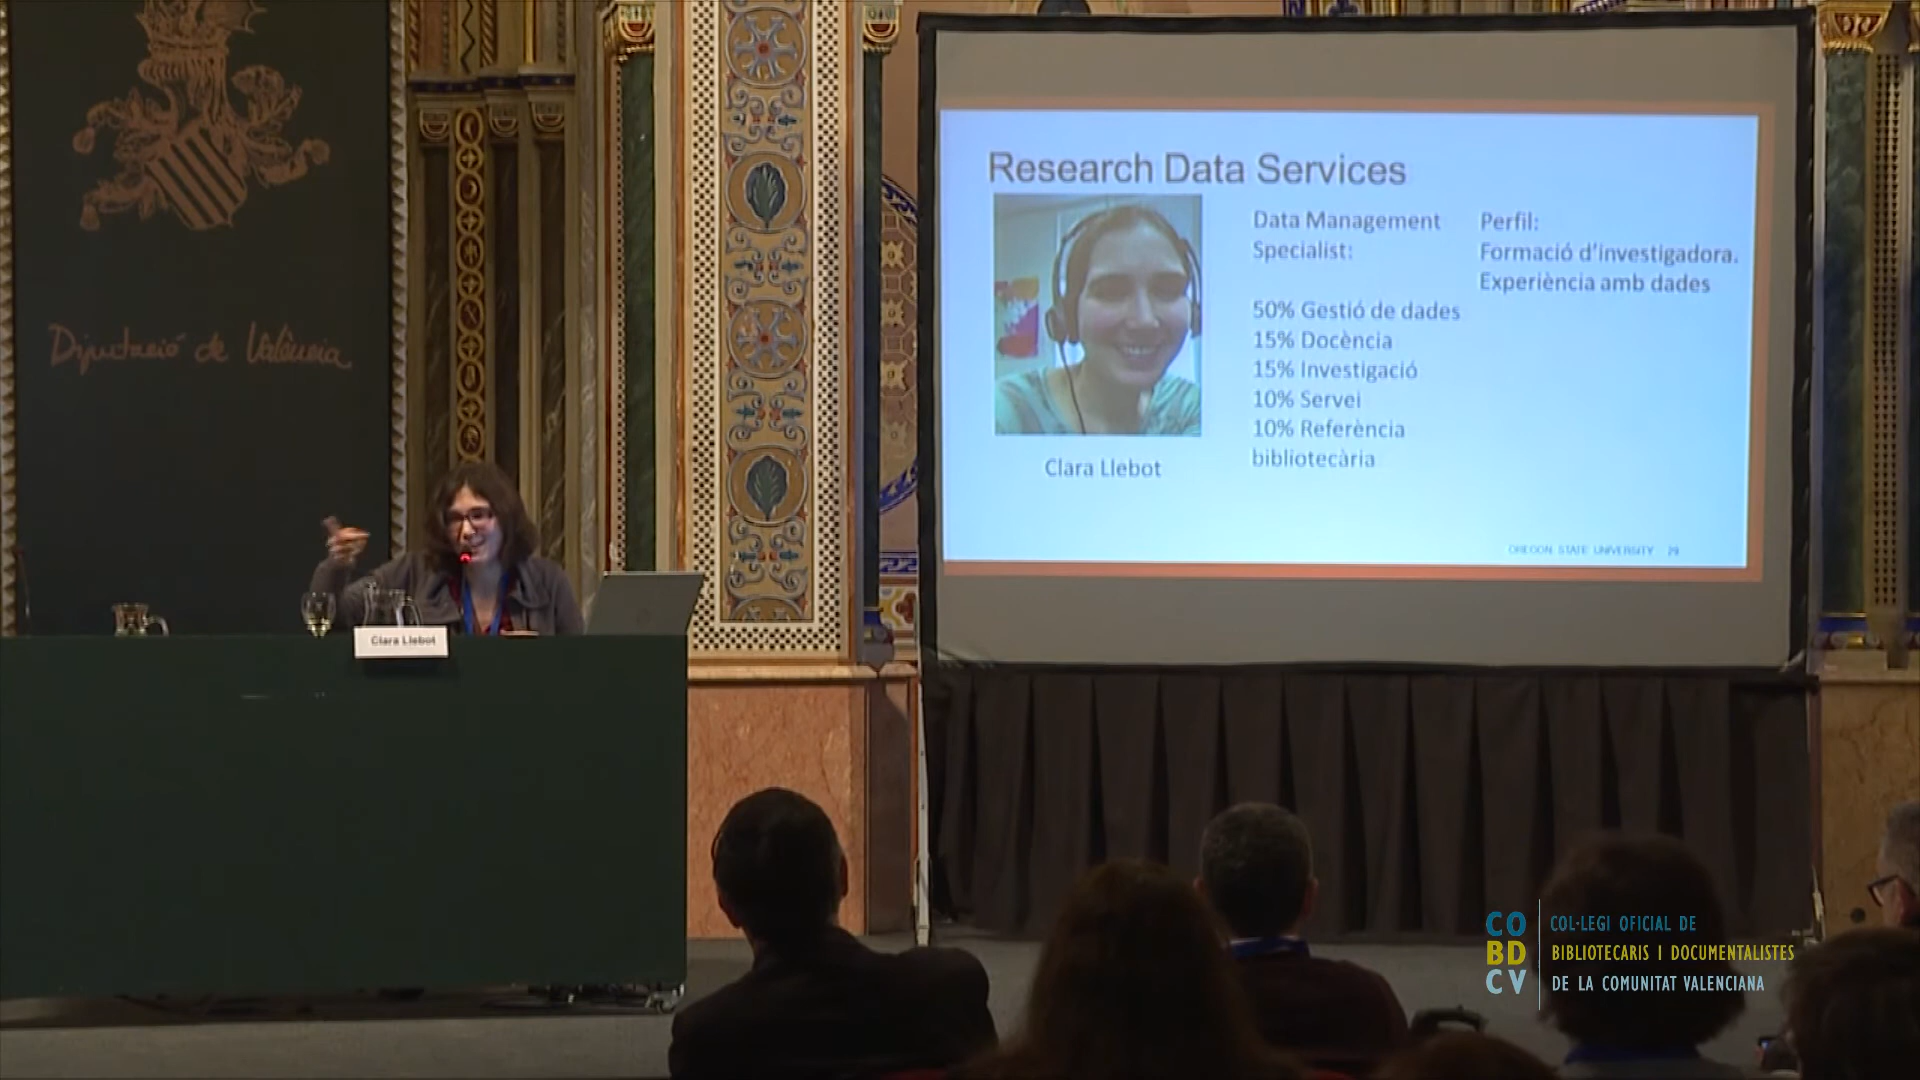 Diputació de València
Clara Llebot
Research Data Services
Clara Llebot
Data Management
Specialist:
50% Gestió de dades
15% Docència
15% Investigació
10% Servei
10% Referència
bibliotecària
Perfil:
Formació d'investigadora.
Experiència amb dades
OREGON STATE UNIVERSITY 29
CO
BD
CV
COL·LEGI OFICIAL DE
BIBLIOTECARIS I DOCUMENTALISTES
DE LA COMUNITAT VALENCIANA